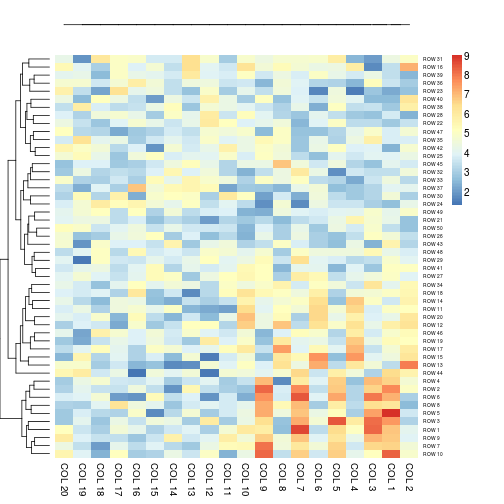 9
8
7
6
5
4
3
2
ROW 31
ROW 16
ROW 39
ROW 36
ROW 23
ROW 40
ROW 38
ROW 28
ROW 22
ROW 47
ROW 35
ROW 42
ROW 25
ROW 45
ROW 32
ROW 33
ROW 37
ROW 30
ROW 24
ROW 49
ROW 21
ROW 50
ROW 26
ROW 43
ROW 48
ROW 29
ROW 41
ROW 27
ROW 34
ROW 18
ROW 14
ROW 11
ROW 20
ROW 12
ROW 46
ROW 19
ROW 17
ROW 15
ROW 13
ROW 44
ROW 4
ROW 2
ROW 6
ROW 8
ROW 5
ROW 3
ROW 1
ROW 9
ROW 7
ROW 10
COL 20
COL 19
COL 18
COL 17
COL 16
COL 15
COL 14
COL 13
COL 12
COL 11
COL 10
COL 9
COL 8
COL 7
COL 6
COL 5
COL 4
COL 3
COL 1
COL 2